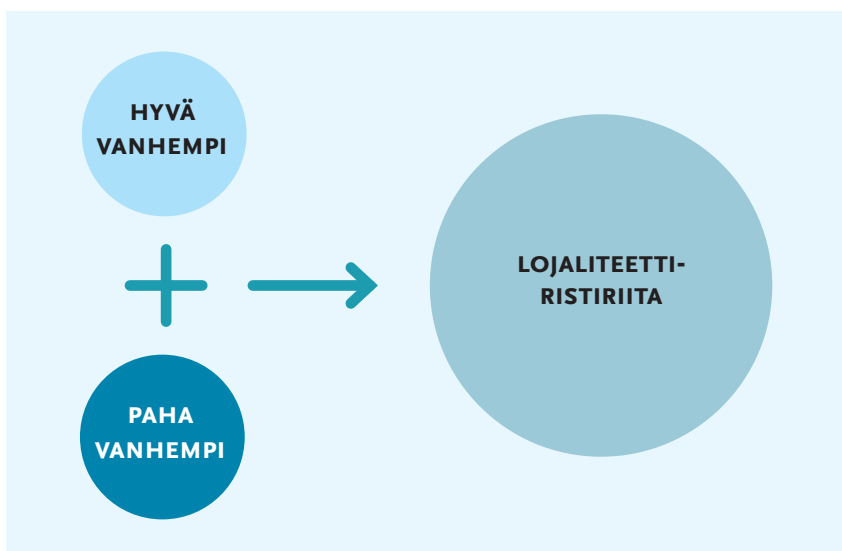 HYVÄ
VANHEMPI
PAHA
VANHEMPI
LOJALITEETTI-
RISTIRIITA